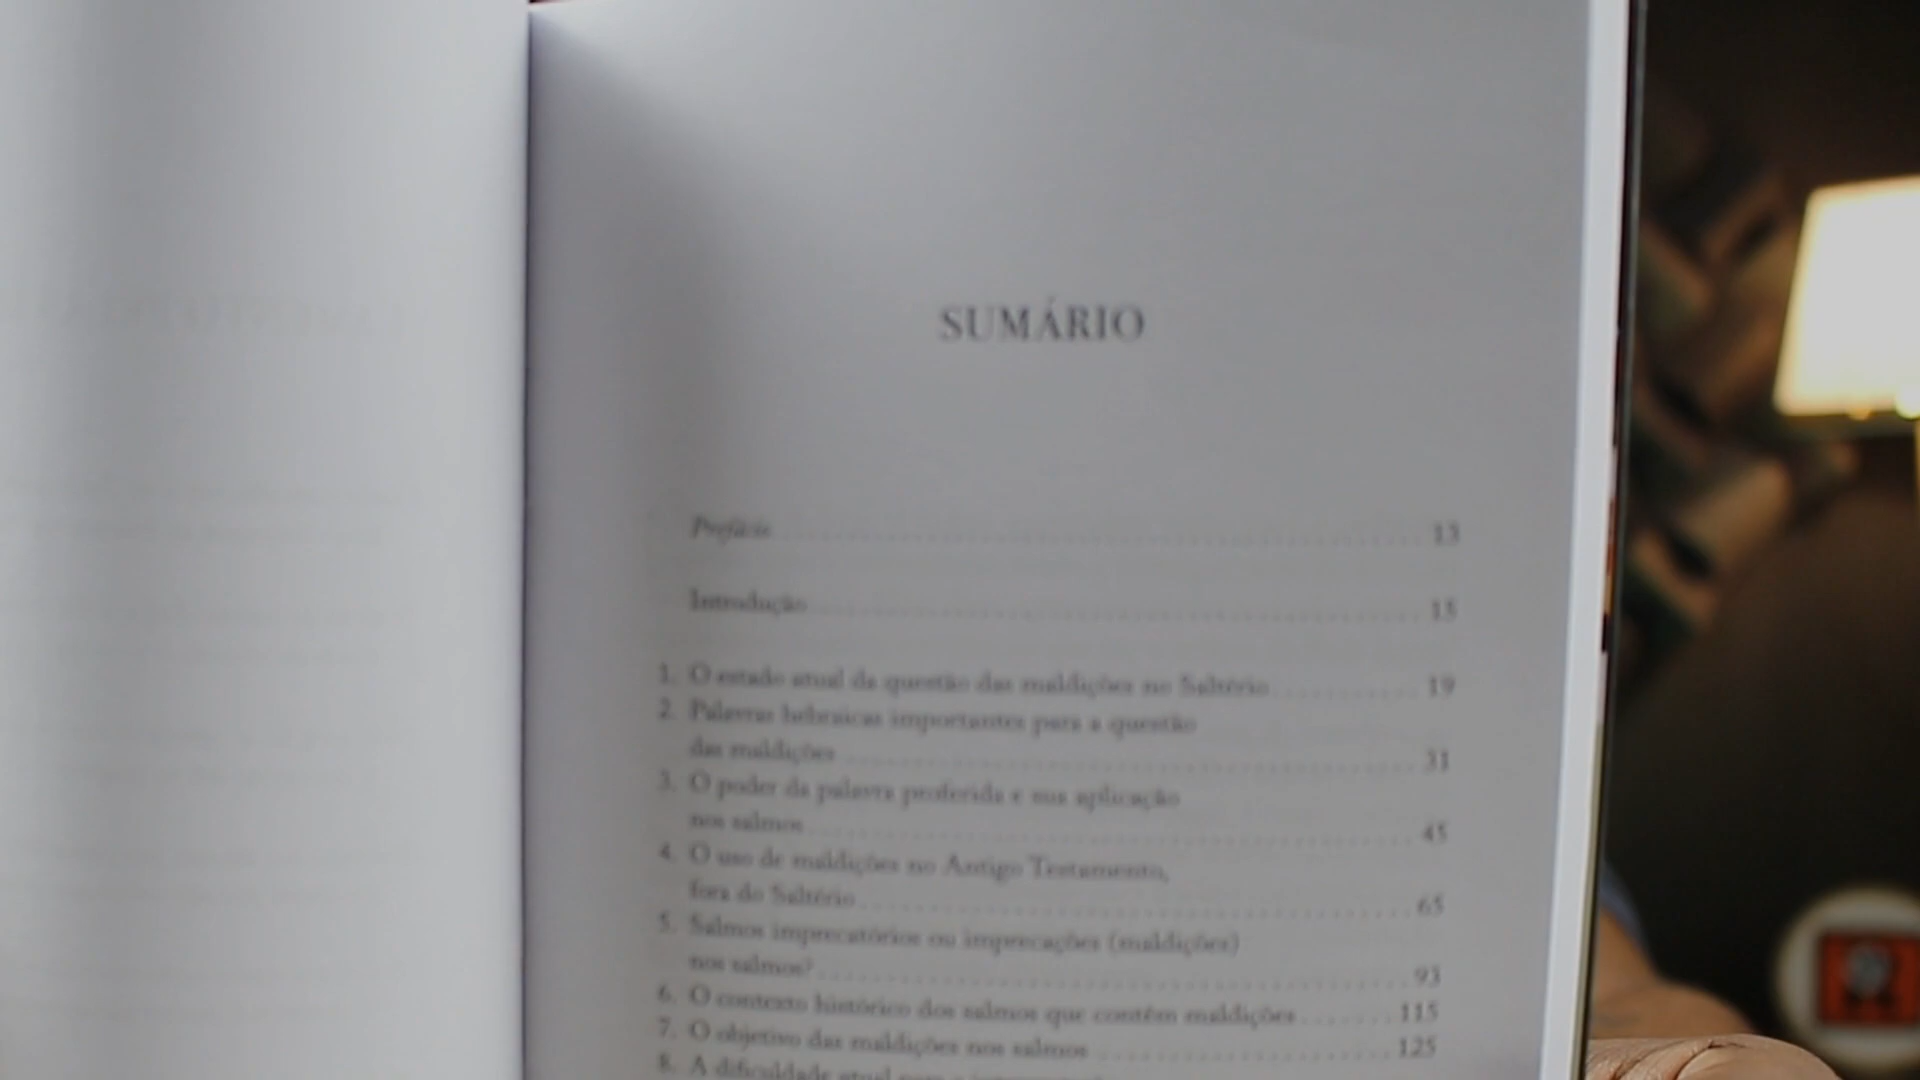 SUMÁRIO
Prefácio 13
Introdução 15
1. O estado atual da questão das maldições no Saltério 19
2. Palavras hebraicas importantes para a questão
das maldições 31
3. O poder da palavra proferida e sua aplicação
nos salmos 45
4. O uso de maldições no Antigo Testamento,
fora do Saltério 65
5. Salmos imprecatórios ou imprecações (maldições)
nos salmos? 93
6. O contexto histórico dos salmos que contêm maldições 115
7. O objetivo das maldições nos salmos 125
8. A dificuldade atual